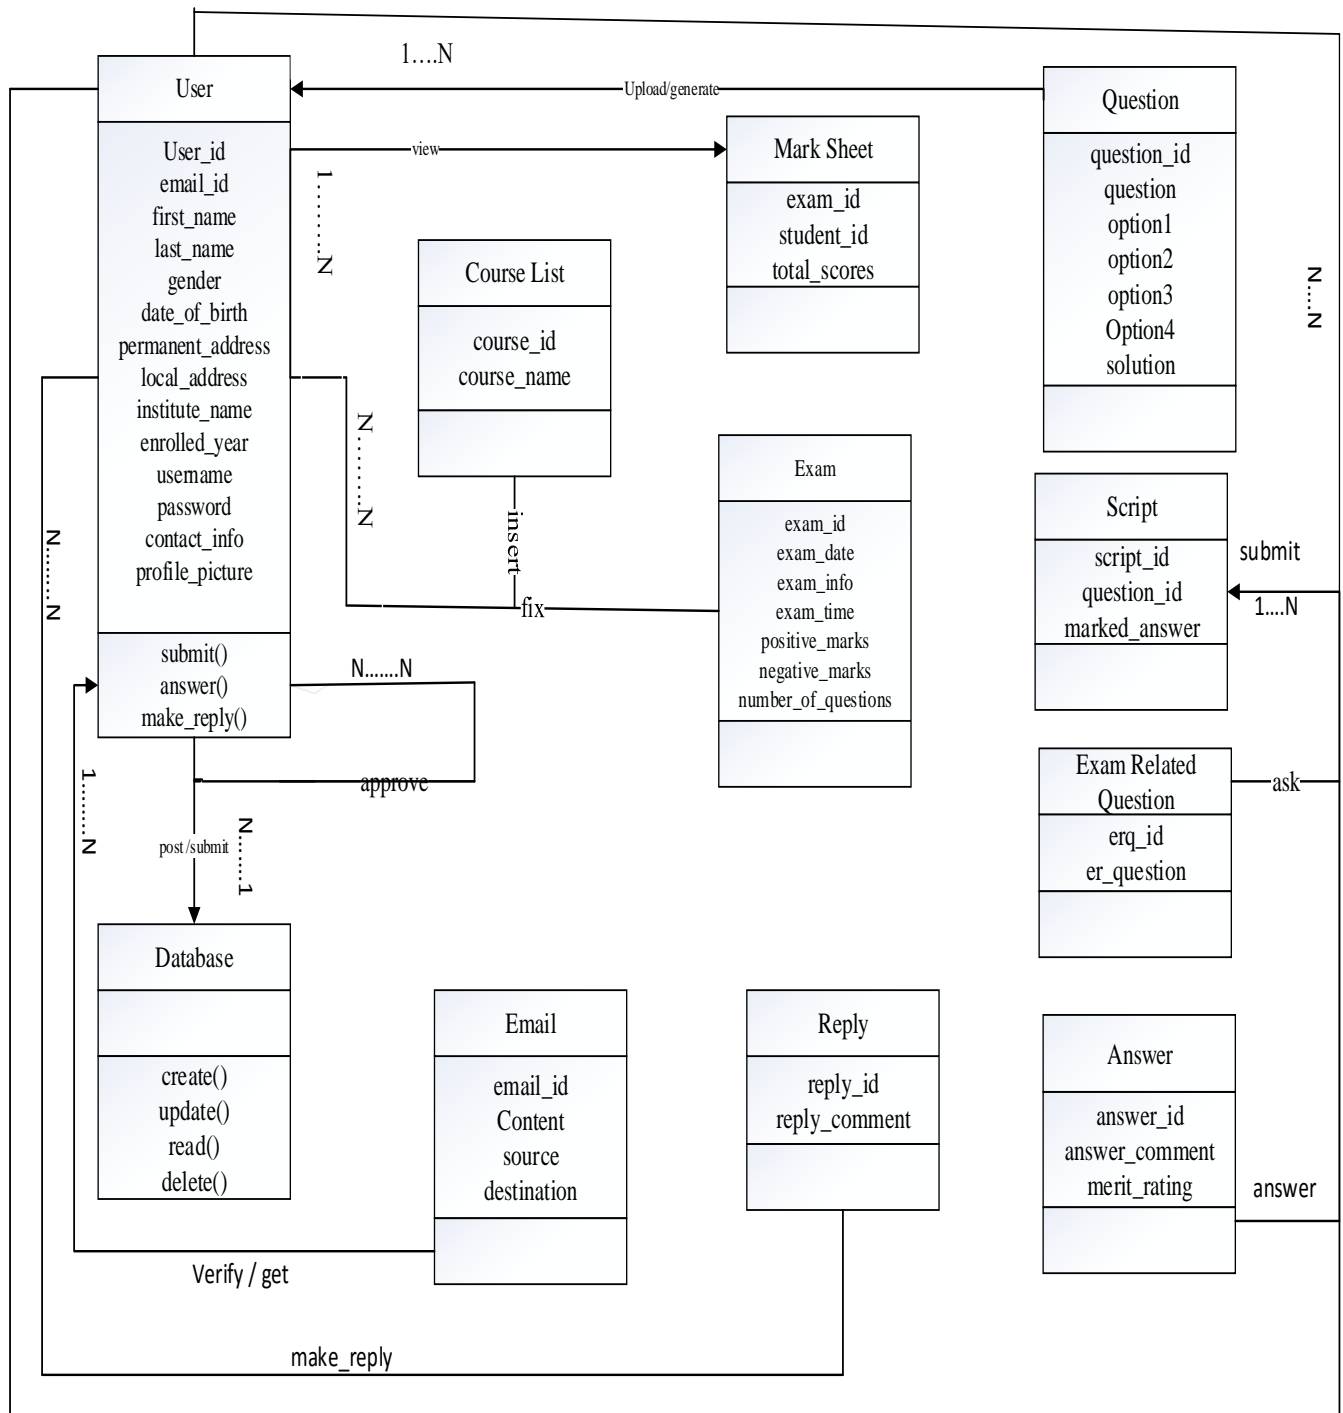 1....N
User
Upload/generate
Question
User_id
email_id
first_name
last_name
gender
date_of_birth
permanent_address
local_address
institute_name
enrolled_year
username
password
contact_info
profile_picture
submit()
answer()
make_reply()
view
1.........N
Mark Sheet
exam_id
student_id
total_scores
question_id
question
option1
option2
option3
Option4
solution
N....N
Course List
course_id
course_name
insert
N.........N
fix
Exam
exam_id
exam_date
exam_info
exam_time
positive_marks
negative_marks
number_of_questions
Script
script_id
question_id
marked_answer
submit
1....N
N.........N
N.......N
approve
Exam Related
Question
erq_id
er_question
ask
1.........N
post/submit
N.......1
Database
create()
update()
read()
delete()
Email
email_id
Content
source
destination
Reply
reply_id
reply_comment
Answer
answer_id
answer_comment
merit_rating
answer
Verify / get
make_reply